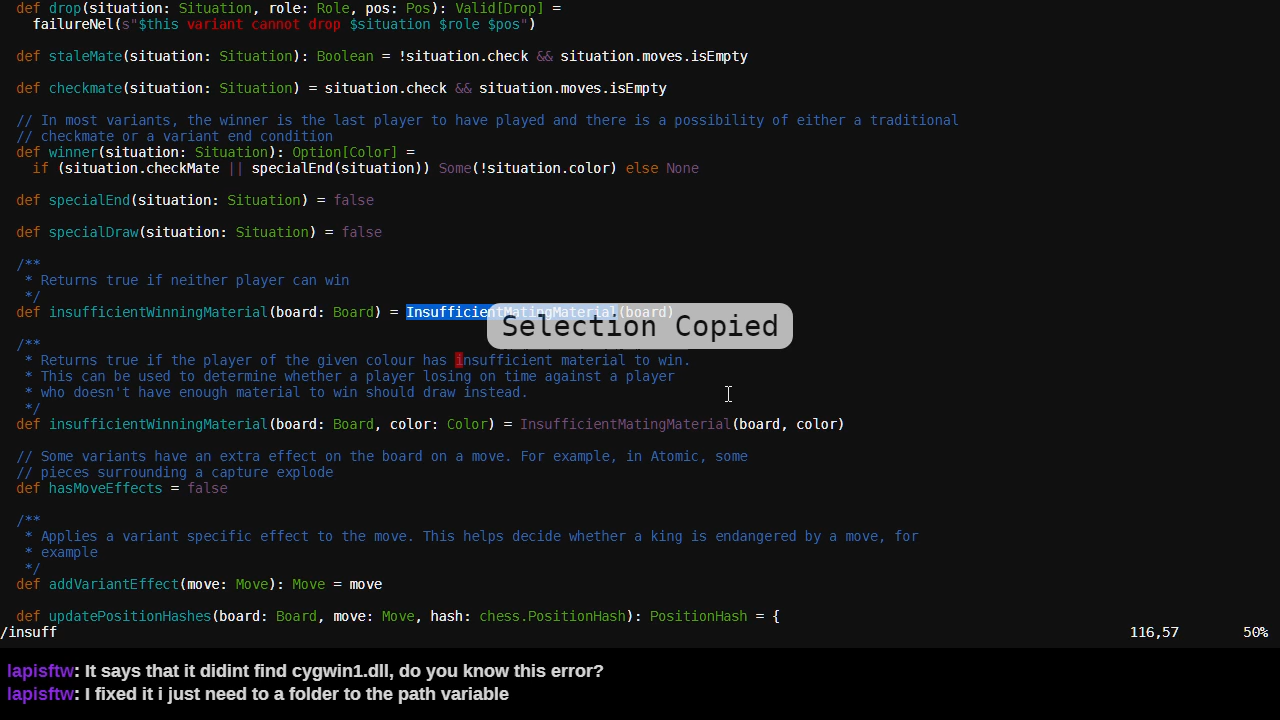 def drop(situation: Situation, role: Role, pos: Pos): Valid[Drop] =
failureNel(s"$this variant cannot drop $situation $role $pos")
def staleMate(situation: Situation): Boolean = !situation.check && situation.moves.isEmpty
def checkmate(situation: Situation) = situation.check && situation.moves.isEmpty
// In most variants, the winner is the last player to have played and there is a possibility of either a traditional
// checkmate or a variant end condition
def winner(situation: Situation): Option[Color] =
if (situation.checkMate || specialEnd(situation)) Some(!situation.color) else None
def specialEnd(situation: Situation) = false
def specialDraw(situation: Situation) = false
/**
* Returns true if neither player can win
*/
def insufficientWinningMaterial(board: Board) = InsufficientMatingMaterial(board)
Selection Copied
/**
* Returns true if the player of the given colour has insufficient material to win.
* This can be used to determine whether a player losing on time against a player
* who doesn't have enough material to win should draw instead.
*/
def insufficientWinningMaterial(board: Board, color: Color) = InsufficientMatingMaterial(board, color)
// Some variants have an extra effect on the board on a move. For example, in Atomic, some
// pieces surrounding a capture explode
def hasMoveEffects = false
/**
* Applies a variant specific effect to the move. This helps decide whether a king is endangered by a move, for
* example
*/
def addVariantEffect(move: Move): Move = move
def updatePositionHashes(board: Board, move: Move, hash: chess.PositionHash): PositionHash = {
/insuff 116,57 50%
lapisftw: It says that it didint find cygwin1.dll, do you know this error?
lapisftw: I fixed it i just need to a folder to the path variable